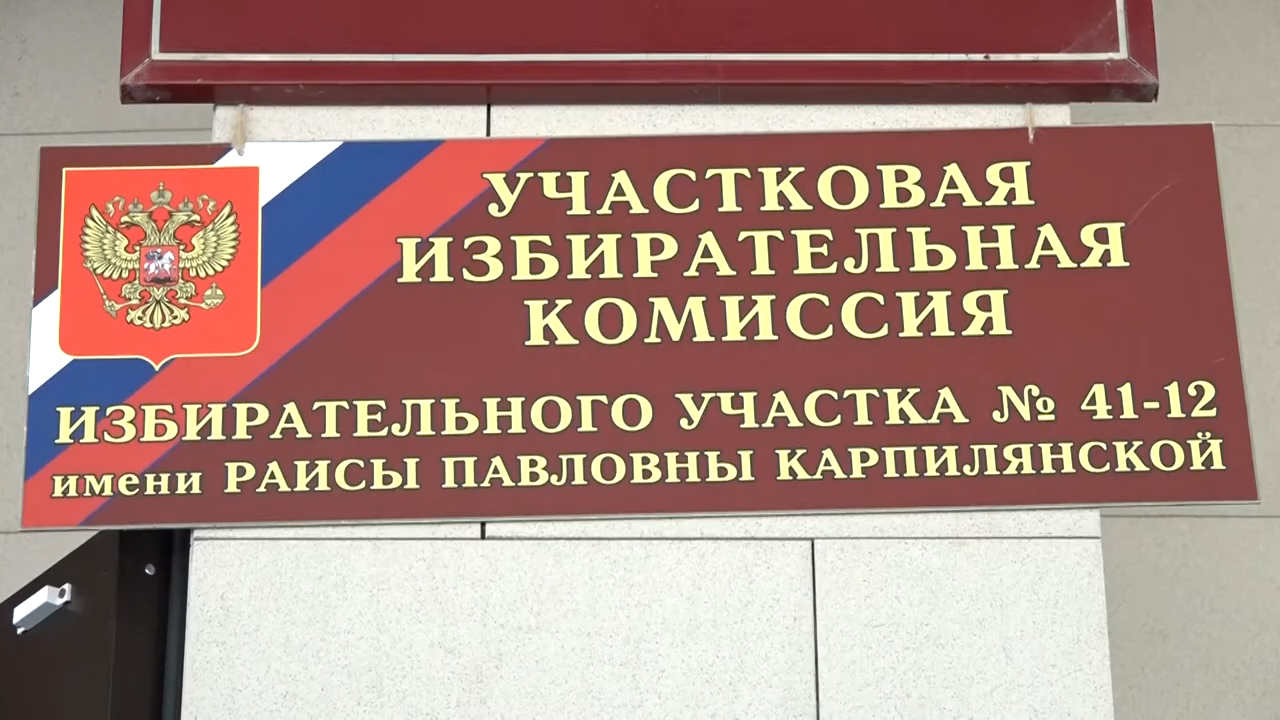 УЧАСТКОВАЯ
ИЗБИРАТЕЛЬНАЯ
КОМИССИЯ
ИЗБИРАТЕЛЬНОГО УЧАСТКА № 41-12
имени РАИСЫ ПАВЛОВНЫ КАРПИЛЯНСКОЙ